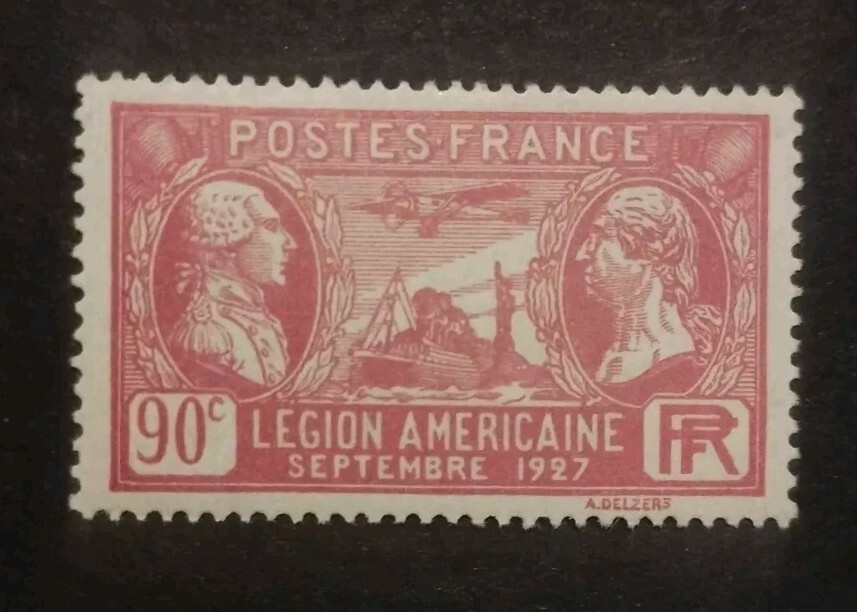 POSTES·FRANCE
90c
LEGION AMERICAINE
SEPTEMBRE 1927
RF
A.DELZERS